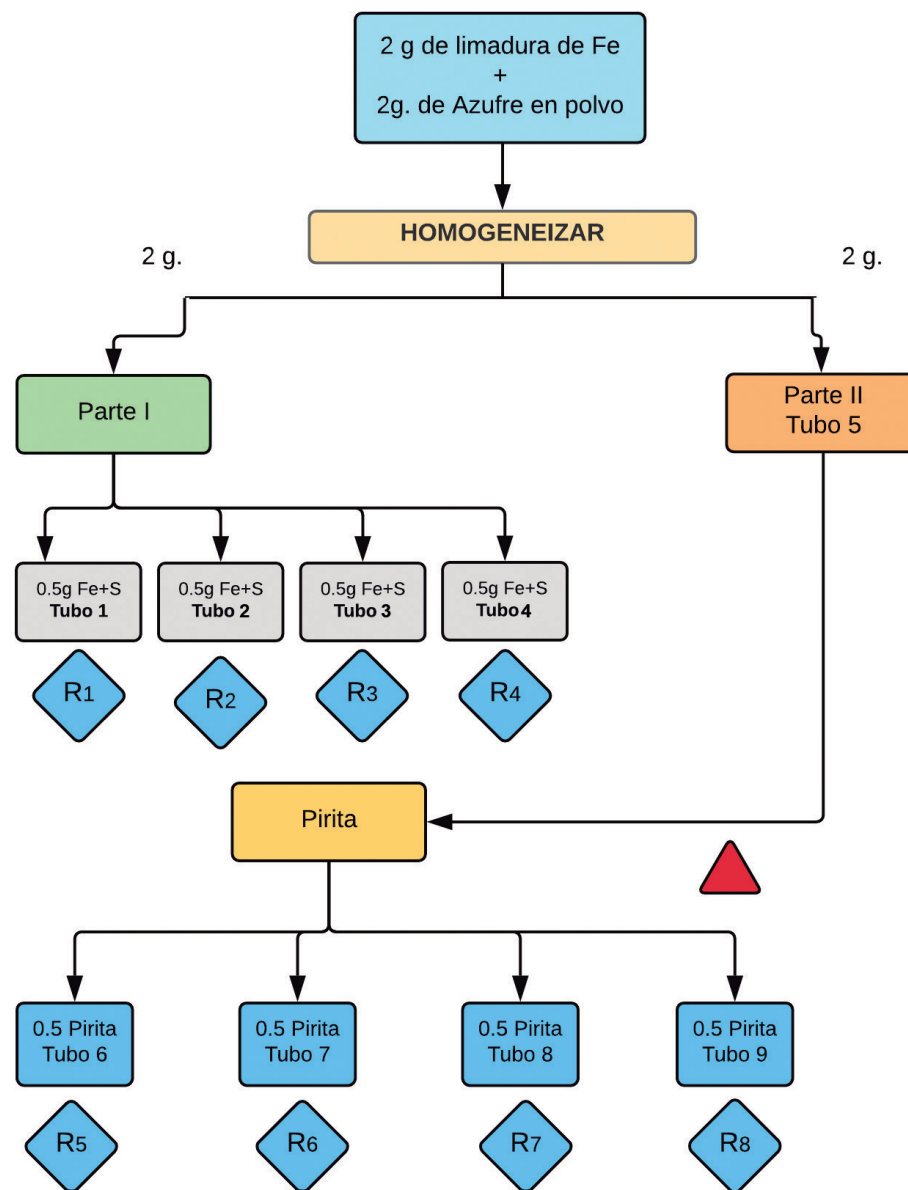 2 g de limadura de Fe
+
2g. de Azufre en polvo
HOMOGENEIZAR
2 g.
2 g.
Parte I
Parte II
Tubo 5
0.5g Fe+S
Tubo 1
0.5g Fe+S
Tubo 2
0.5g Fe+S
Tubo 3
0.5g Fe+S
Tubo4
R1
R2
R3
R4
Pirita
0.5 Pirita
Tubo 6
0.5 Pirita
Tubo 7
0.5 Pirita
Tubo 8
0.5 Pirita
Tubo 9
R5
R6
R7
R8